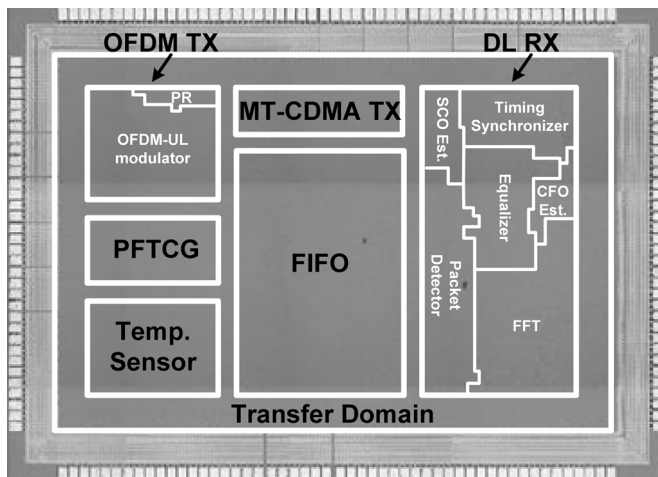 OFDM TX
DL RX
PR
OFDM-UL
modulator
MT-CDMA TX
SCO Est.
Timing
Synchronizer
Equalizer
CFO
Est.
PFTCG
FIFO
Packet
Detector
Temp.
Sensor
FFT
Transfer Domain